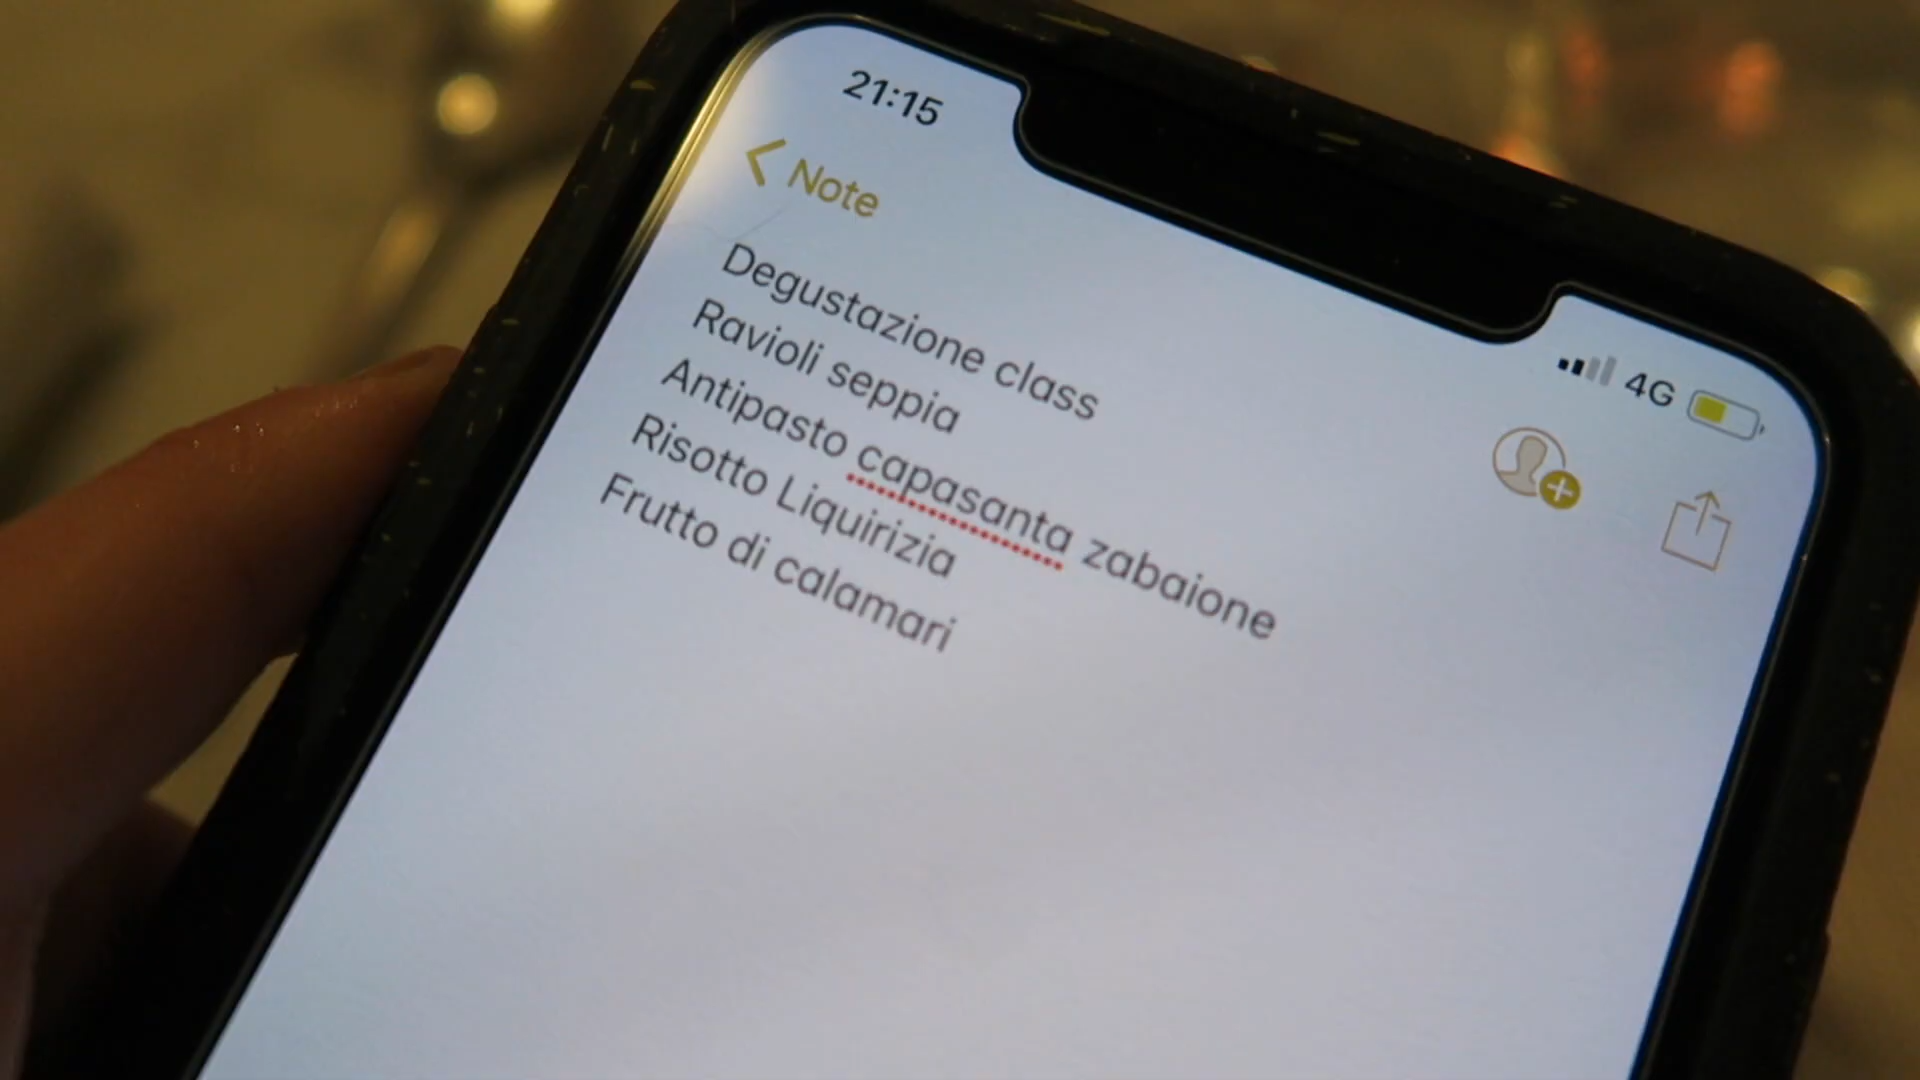 21:15
4G
Note
Degustazione class
Ravioli seppia
Antipasto capasanta zabaione
Risotto Liquirizia
Frutto di calamari